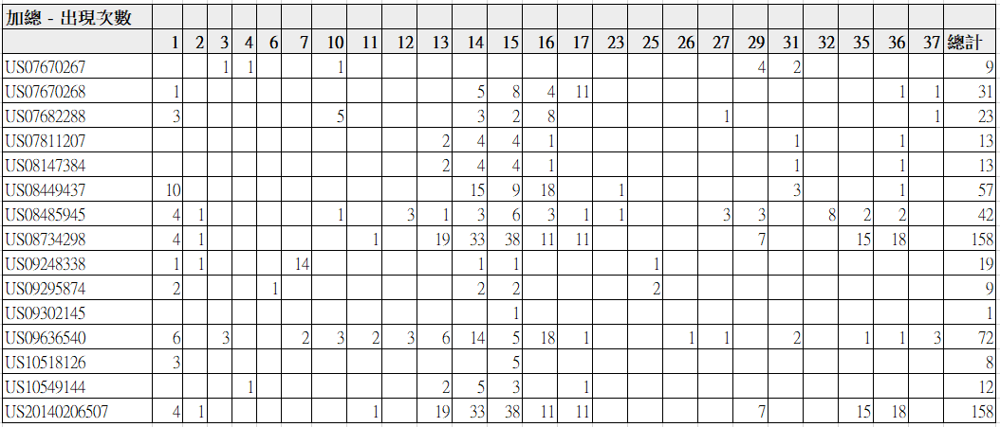 加總 - 出現次數
1 2 3 4 6 7 10 11 12 13 14 15 16 17 23 25 26 27 29 31 32 35 36 37 總計
US07670267 1 1 1 4 2 9
US07670268 1 5 8 4 11 1 1 31
US07682288 3 5 3 2 8 1 1 23
US07811207 2 4 4 1 1 1 13
US08147384 2 4 4 1 1 1 13
US08449437 10 15 9 18 1 3 1 57
US08485945 4 1 1 3 1 3 6 3 1 1 3 3 8 2 2 42
US08734298 4 1 1 19 33 38 11 11 7 15 18 158
US09248338 1 1 14 1 1 1 19
US09295874 2 1 2 2 2 9
US09302145 1 1
US09636540 6 3 2 3 2 3 6 14 5 18 1 1 1 2 1 1 3 72
US10518126 3 5 8
US10549144 1 2 5 3 1 12
US20140206507 4 1 1 19 33 38 11 11 7 15 18 158